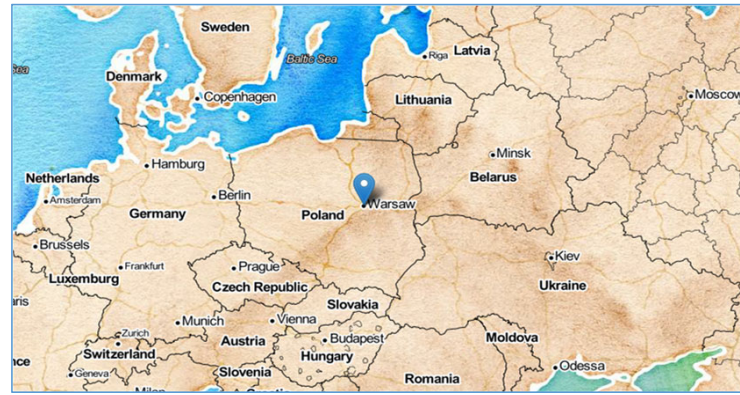 Sweden
Baltic Sea
Sea
Riga
Latvia
Denmark
Copenhagen
Moscow
Lithuania
Hamburg
Minsk
Netherlands
Belarus
Amsterdam
Berlin
Warsaw
Germany
Poland
Brussels
Kiev
Frankfurt
Prague
Luxemburg
Czech Republic
Ukraine
Slovakia
Munich
Vienna
Zurich
Budapest
Moldova
Austria
Switzerland
Hungary
Odessa
Geneva
Slovenia
Romania